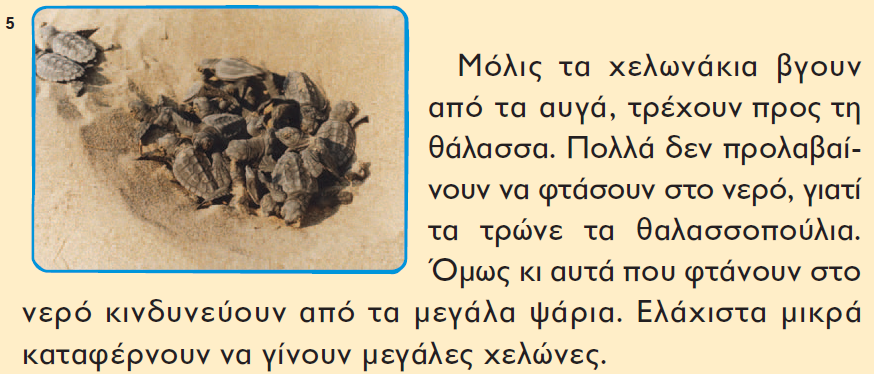 5
Μόλις τα χελωνάκια βγουν
από τα αυγά, τρέχουν προς τη
θάλασσα. Πολλά δεν προλαβαί-
νουν να φτάσουν στο νερό, γιατί
τα τρώνε τα θαλασσοπούλια.
Όμως κι αυτά που φτάνουν στο
νερό κινδυνεύουν από τα μεγάλα ψάρια. Ελάχιστα μικρά
καταφέρνουν να γίνουν μεγάλες χελώνες.